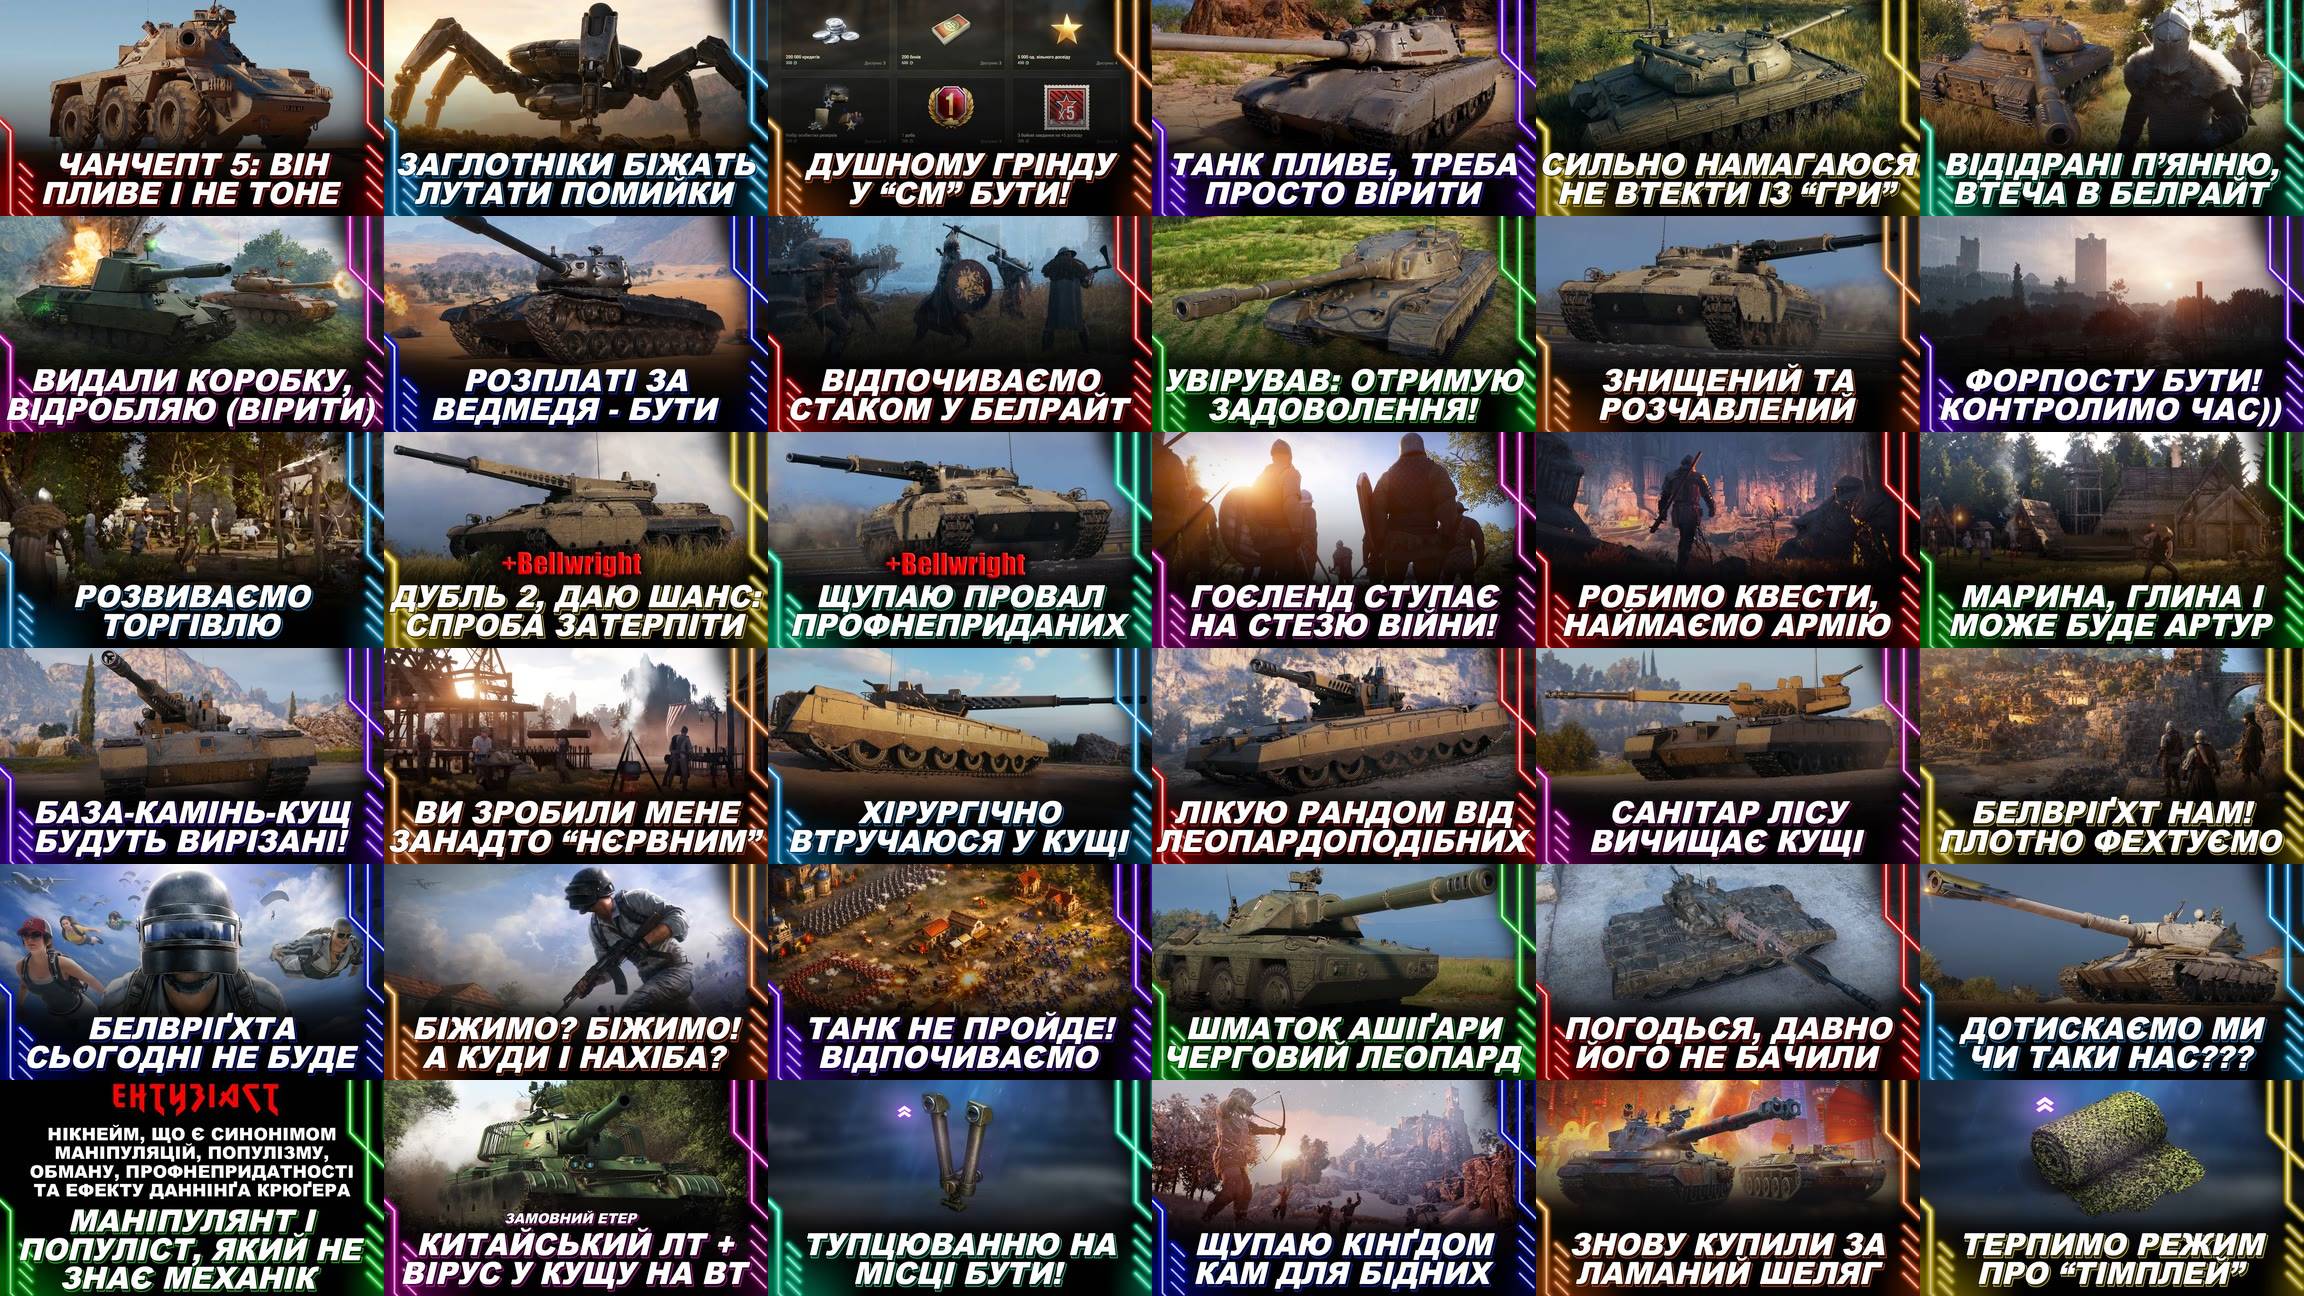 ЧАНЧЕПТ 5: ВІН
ПЛИВЕ І НЕ ТОНЕ
ЗАГЛОТНІКИ БІЖАТЬ
ЛУТАТИ ПОМИЙКИ
ДУШНОМУ ГРІНДУ
У “СМ” БУТИ!
ТАНК ПЛИВЕ, ТРЕБА
ПРОСТО ВІРИТИ
СИЛЬНО НАМАГАЮСЯ
НЕ ВТЕКТИ ІЗ “ГРИ”
ВІДІДРАНІ П’ЯННЮ,
ВТЕЧА В БЕЛРАЙТ
ВИДАЛИ КОРОБКУ,
ВІДРОБЛЯЮ (ВІРИТИ)
РОЗПЛАТІ ЗА
ВЕДМЕДЯ - БУТИ
ВІДПОЧИВАЄМО
СТАКОМ У БЕЛРАЙТ
УВІРУВАВ: ОТРИМУЮ
ЗАДОВОЛЕННЯ!
ЗНИЩЕНИЙ ТА
РОЗЧАВЛЕНИЙ
ФОРПОСТУ БУТИ!
КОНТРОЛИМО ЧАС))
РОЗВИВАЄМО
ТОРГІВЛЮ
+Bellwright
ДУБЛЬ 2, ДАЮ ШАНС:
СПРОБА ЗАТЕРПІТИ
+Bellwright
ЩУПАЮ ПРОВАЛ
ПРОФНЕПРИДАНИХ
ГОЄЛЕНД СТУПАЄ
НА СТЕЗЮ ВІЙНИ!
РОБИМО КВЕСТИ,
НАЙМАЄМО АРМІЮ
МАРИНА, ГЛИНА І
МОЖЕ БУДЕ АРТУР
БАЗА-КАМІНЬ-КУЩ
БУДУТЬ ВИРІЗАНІ!
ВИ ЗРОБИЛИ МЕНЕ
ЗАНАДТО “НЄРВНИМ”
ХІРУРГІЧНО
ВТРУЧАЮСЯ У КУЩІ
ЛІКУЮ РАНДОМ ВІД
ЛЕОПАРДОПОДІБНИХ
САНІТАР ЛІСУ
ВИЧИЩАЄ КУЩІ
БЕЛВРІҐХТ НАМ!
ПЛОТНО ФЕХТУЄМО
БЕЛВРІҐХТА
СЬОГОДНІ НЕ БУДЕ
БІЖИМО? БІЖИМО!
А КУДИ І НАХІБА?
ТАНК НЕ ПРОЙДЕ!
ВІДПОЧИВАЄМО
ШМАТОК АШІҐАРИ
ЧЕРГОВИЙ ЛЕОПАРД
ПОГОДЬСЯ, ДАВНО
ЙОГО НЕ БАЧИЛИ
ДОТИСКАЄМО МИ
ЧИ ТАКИ НАС???
ЕНТУЗІАСТ
НІКНЕЙМ, ЩО Є СИНОНІМОМ
МАНІПУЛЯЦІЙ, ПОПУЛІЗМУ,
ОБМАНУ, ПРОФНЕПРИДАТНОСТІ
ТА ЕФЕКТУ ДАННІНҐА КРЮҐЕРА
МАНІПУЛЯНТ І
ПОПУЛІСТ, ЯКИЙ НЕ
ЗНАЄ МЕХАНІК
ЗАМОВНИЙ ЕТЕР
КИТАЙСЬКИЙ ЛТ +
ВІРУС У КУЩУ НА ВТ
ТУПЦЮВАННЮ НА
МІСЦІ БУТИ!
ЩУПАЮ КІНҐДОМ
КАМ ДЛЯ БІДНИХ
ЗНОВУ КУПИЛИ ЗА
ЛАМАНИЙ ШЕЛЯГ
ТЕРПИМО РЕЖИМ
ПРО “ТІМПЛЕЙ”